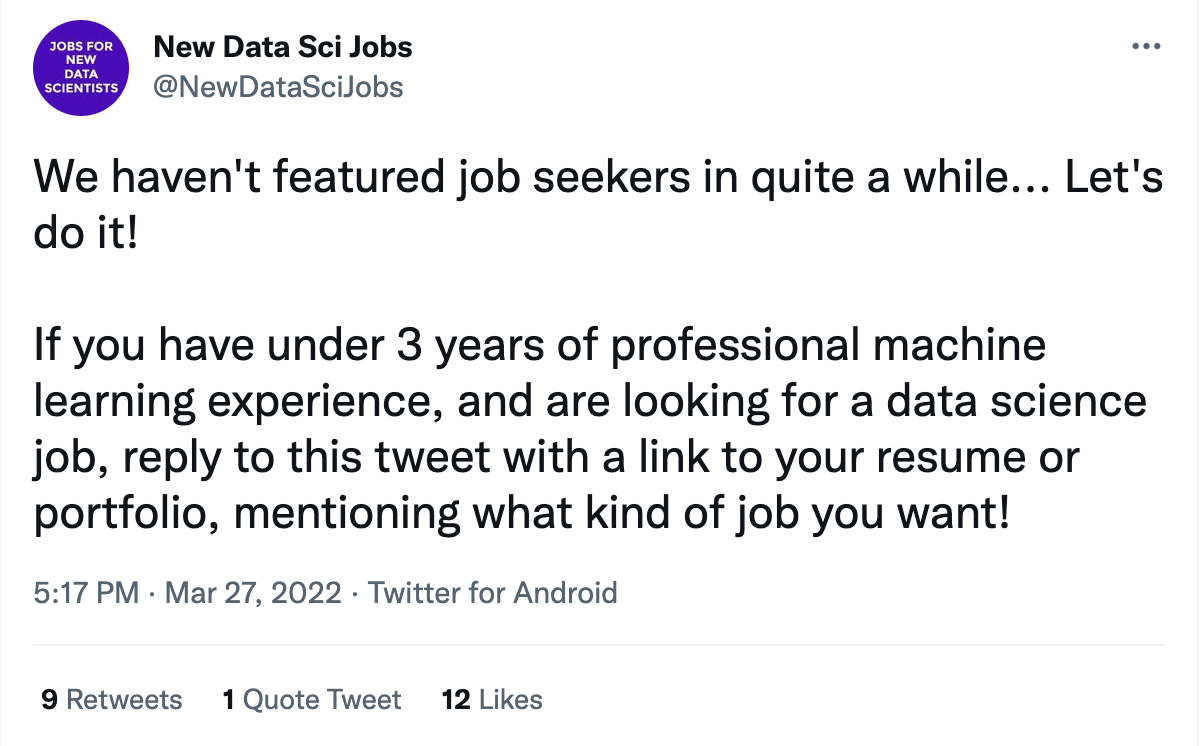 JOBS FOR
NEW
DATA
SCIENTISTS
New Data Sci Jobs
@NewDataSciJobs
We haven't featured job seekers in quite a while... Let's
do it!
If you have under 3 years of professional machine
learning experience, and are looking for a data science
job, reply to this tweet with a link to your resume or
portfolio, mentioning what kind of job you want!
5:17 PM · Mar 27, 2022 · Twitter for Android
9 Retweets 1 Quote Tweet 12 Likes